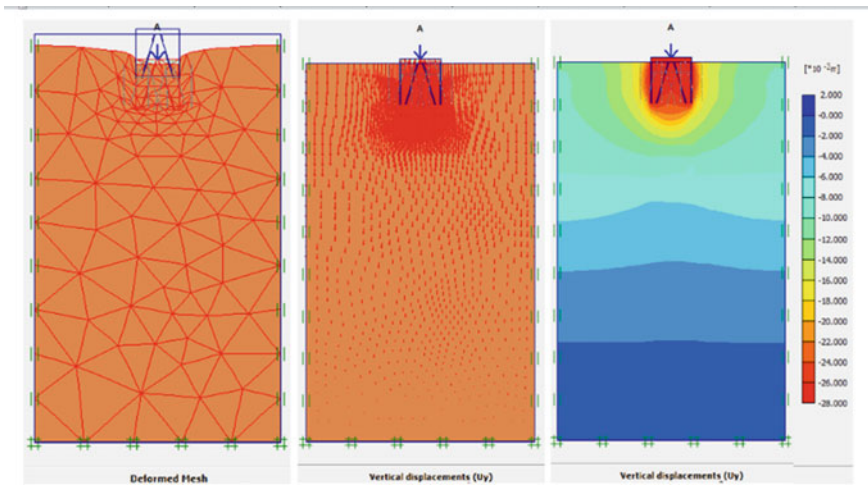 A
A
A
[*10 -2m]
2.000
-0.000
-2.000
-4.000
-6.000
-8.000
-10.000
-12.000
-14.000
-16.000
-18.000
-20.000
-22.000
-24.000
-26.000
-28.000
Deformed Mesh
Vertical displacements (Uy)
Vertical displacements (Uy)